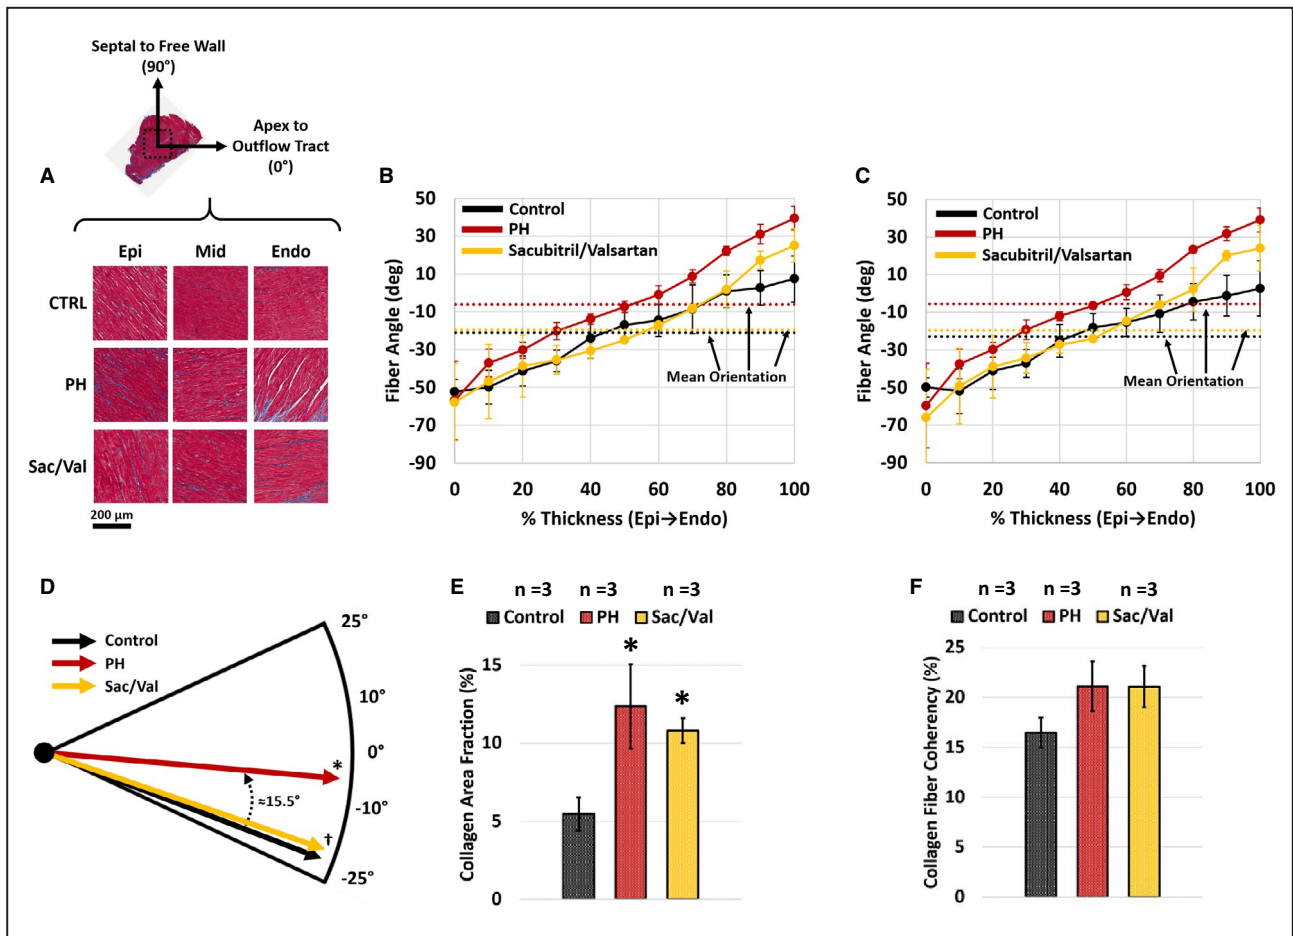 Septal to Free Wall
(90°)
Apex to
Outflow Tract
(0°)
A
Epi Mid Endo
CTRL
PH
Sac/Val
200 µm
B
50
30
10
-10
-30
-50
-70
-90
Fiber Angle (deg)
Control
PH
Sacubitril/Valsartan
Mean Orientation
0 20 40 60 80 100
% Thickness (Epi→Endo)
C
50
30
10
-10
-30
-50
-70
-90
Fiber Angle (deg)
Control
PH
Sacubitril/Valsartan
Mean Orientation
0 20 40 60 80 100
% Thickness (Epi→Endo)
D
Control
PH
Sac/Val
25°
10°
0°
-10°
-25°
≈15.5°
*
†
E
n =3 n =3 n =3
Control PH Sac/Val
15
10
5
0
Collagen Area Fraction (%)
*
*
F
n =3 n =3 n =3
Control PH Sac/Val
25
20
15
10
5
0
Collagen Fiber Coherency (%)